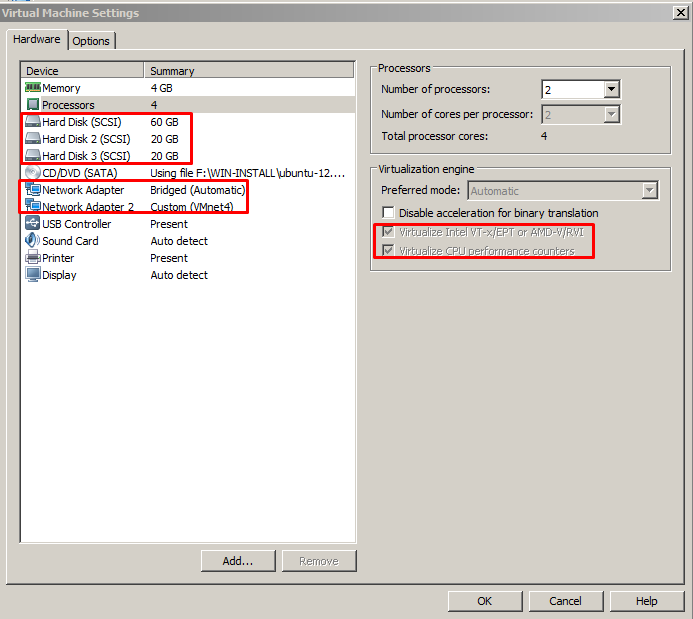 Virtual Machine Settings
Hardware Options
Device Summary
Memory 4 GB
Processors 4
Hard Disk (SCSI) 60 GB
Hard Disk 2 (SCSI) 20 GB
Hard Disk 3 (SCSI) 20 GB
CD/DVD (SATA) Using file F:\WIN-INSTALL\ubuntu-12....
Network Adapter Bridged (Automatic)
Network Adapter 2 Custom (VMnet4)
USB Controller Present
Sound Card Auto detect
Printer Present
Display Auto detect
Add... Remove
Processors
Number of processors: 2
Number of cores per processor: 2
Total processor cores: 4
Virtualization engine
Preferred mode: Automatic
Disable acceleration for binary translation
Virtualize Intel VT-x/EPT or AMD-V/RVI
Virtualize CPU performance counters
OK Cancel Help